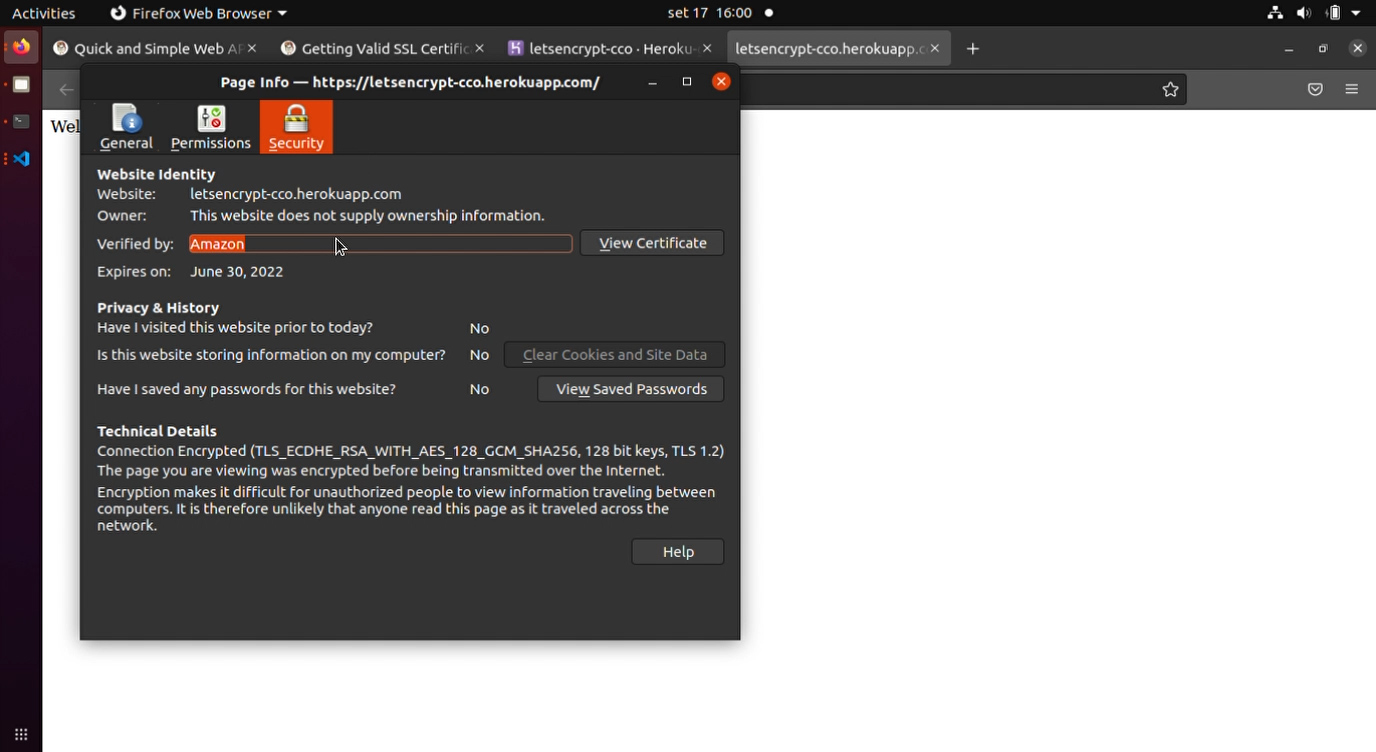 Activities Firefox Web Browser set 17 16:00
Quick and Simple Web AP Getting Valid SSL Certific letsencrypt-cco · Heroku letsencrypt-cco.herokuapp.c
Page Info — https://letsencrypt-cco.herokuapp.com/
Wel
General Permissions Security
Website Identity
Website: letsencrypt-cco.herokuapp.com
Owner: This website does not supply ownership information.
Verified by: Amazon View Certificate
Expires on: June 30, 2022
Privacy & History
Have I visited this website prior to today? No
Is this website storing information on my computer? No Clear Cookies and Site Data
Have I saved any passwords for this website? No View Saved Passwords
Technical Details
Connection Encrypted (TLS_ECDHE_RSA_WITH_AES_128_GCM_SHA256, 128 bit keys, TLS 1.2)
The page you are viewing was encrypted before being transmitted over the Internet.
Encryption makes it difficult for unauthorized people to view information traveling between
computers. It is therefore unlikely that anyone read this page as it traveled across the
network.
Help